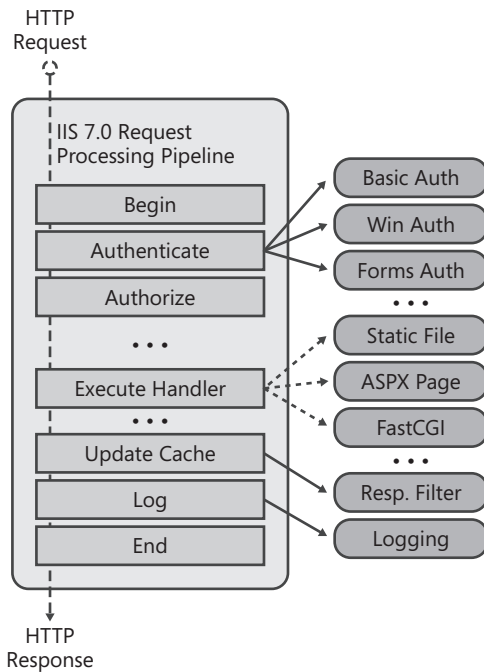 HTTP
Request
IIS 7.0 Request
Processing Pipeline
Begin
Authenticate
Authorize
...
Execute Handler
...
Update Cache
Log
End
Basic Auth
Win Auth
Forms Auth
...
Static File
ASPX Page
FastCGI
...
Resp. Filter
Logging
HTTP
Response